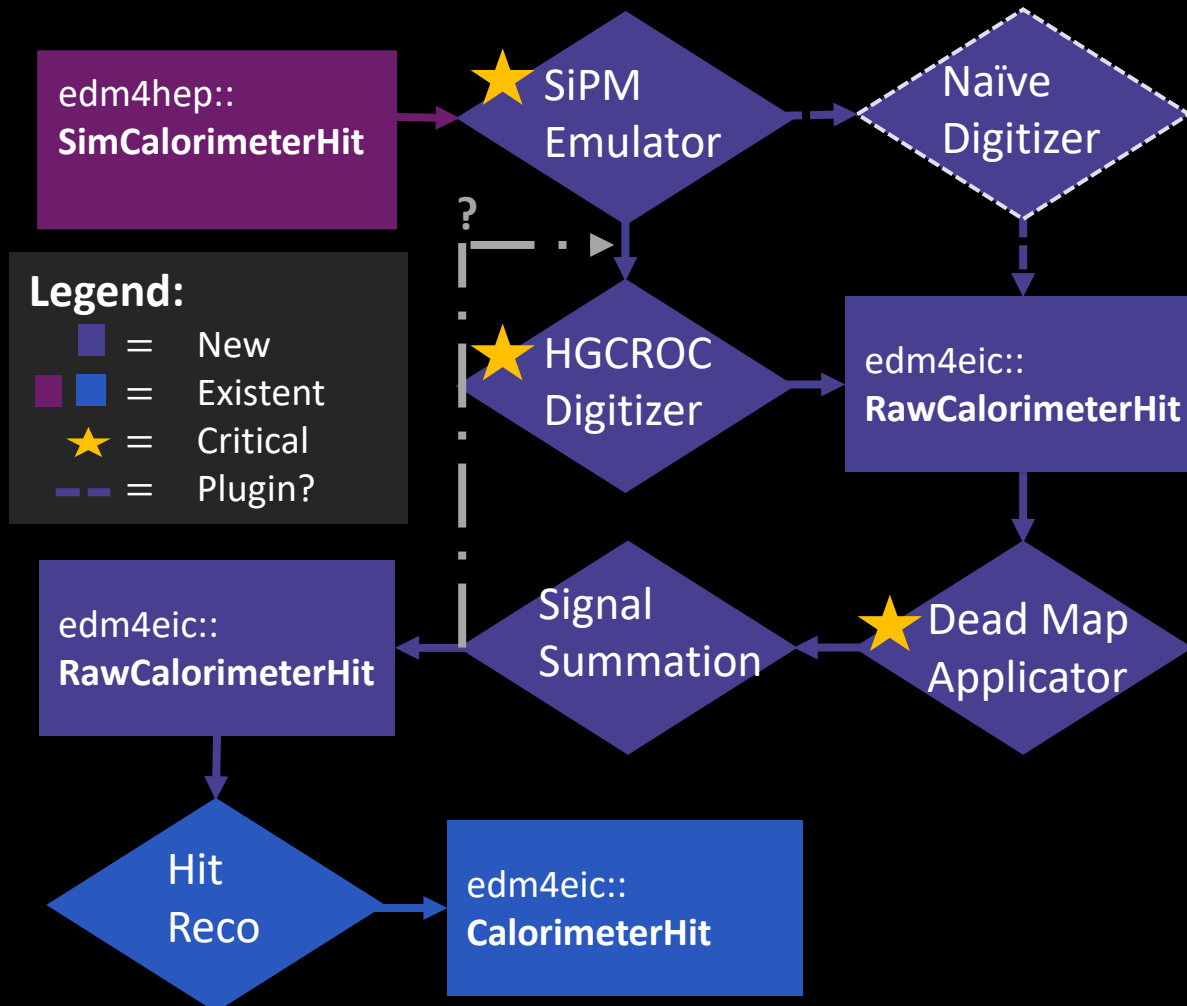 edm4hep::
SimCalorimeterHit
SiPM
Emulator
Naïve
Digitizer
?
Legend:
= New
= Existent
= Critical
= Plugin?
HGCROC
Digitizer
edm4eic::
RawCalorimeterHit
edm4eic::
RawCalorimeterHit
Signal
Summation
Dead Map
Applicator
Hit
Reco
edm4eic::
CalorimeterHit